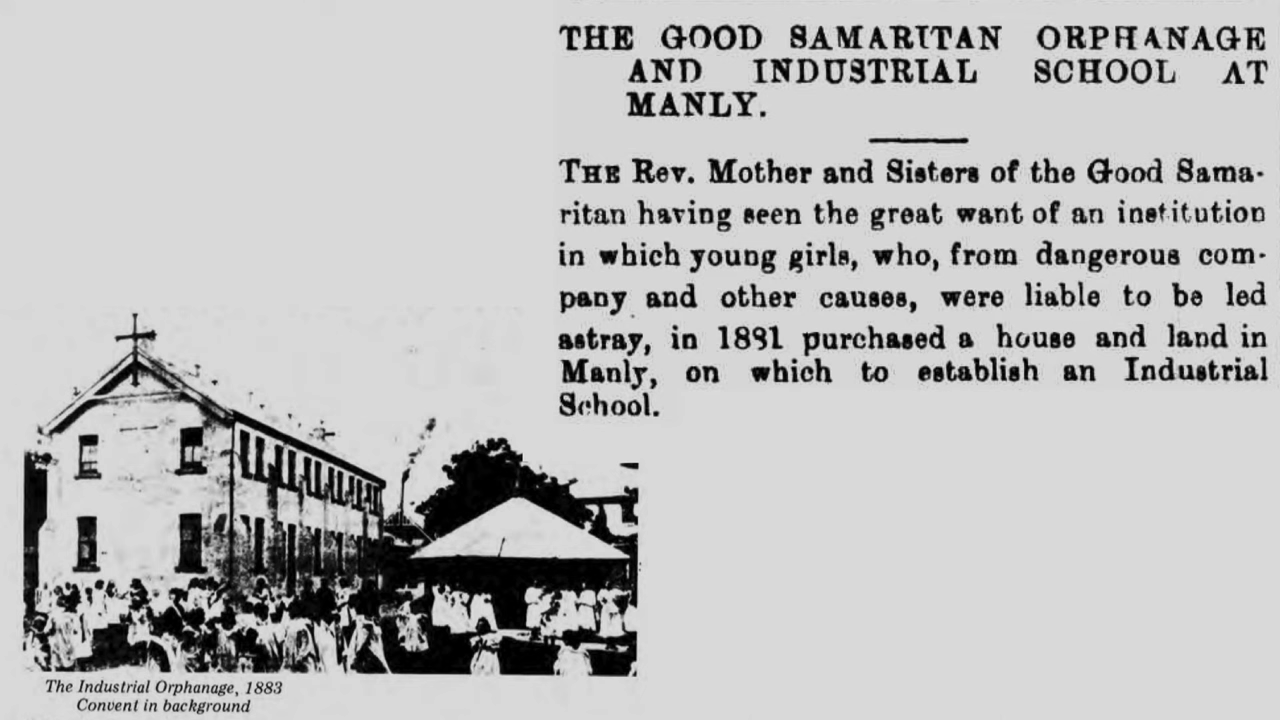 THE GOOD SAMARITAN ORPHANAGE
AND INDUSTRIAL SCHOOL AT
MANLY.
THE Rev. Mother and Sisters of the Good Sama-
ritan having seen the great want of an institution
in which young girls, who, from dangerous com-
pany and other causes, were liable to be led
astray, in 1881 purchased a house and land in
Manly, on which to establish an Industrial
School.
The Industrial Orphanage, 1883
Convent in background